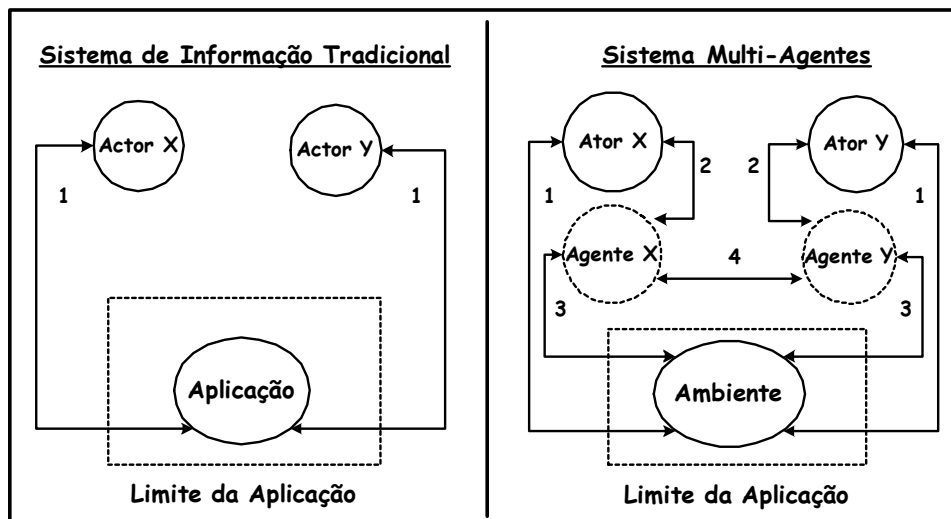 Sistema de Informação Tradicional
Actor X
Actor Y
1
1
Aplicação
Limite da Aplicação
Sistema Multi-Agentes
Ator X
Ator Y
2
2
1
1
Agente X
4
Agente Y
3
3
Ambiente
Limite da Aplicação